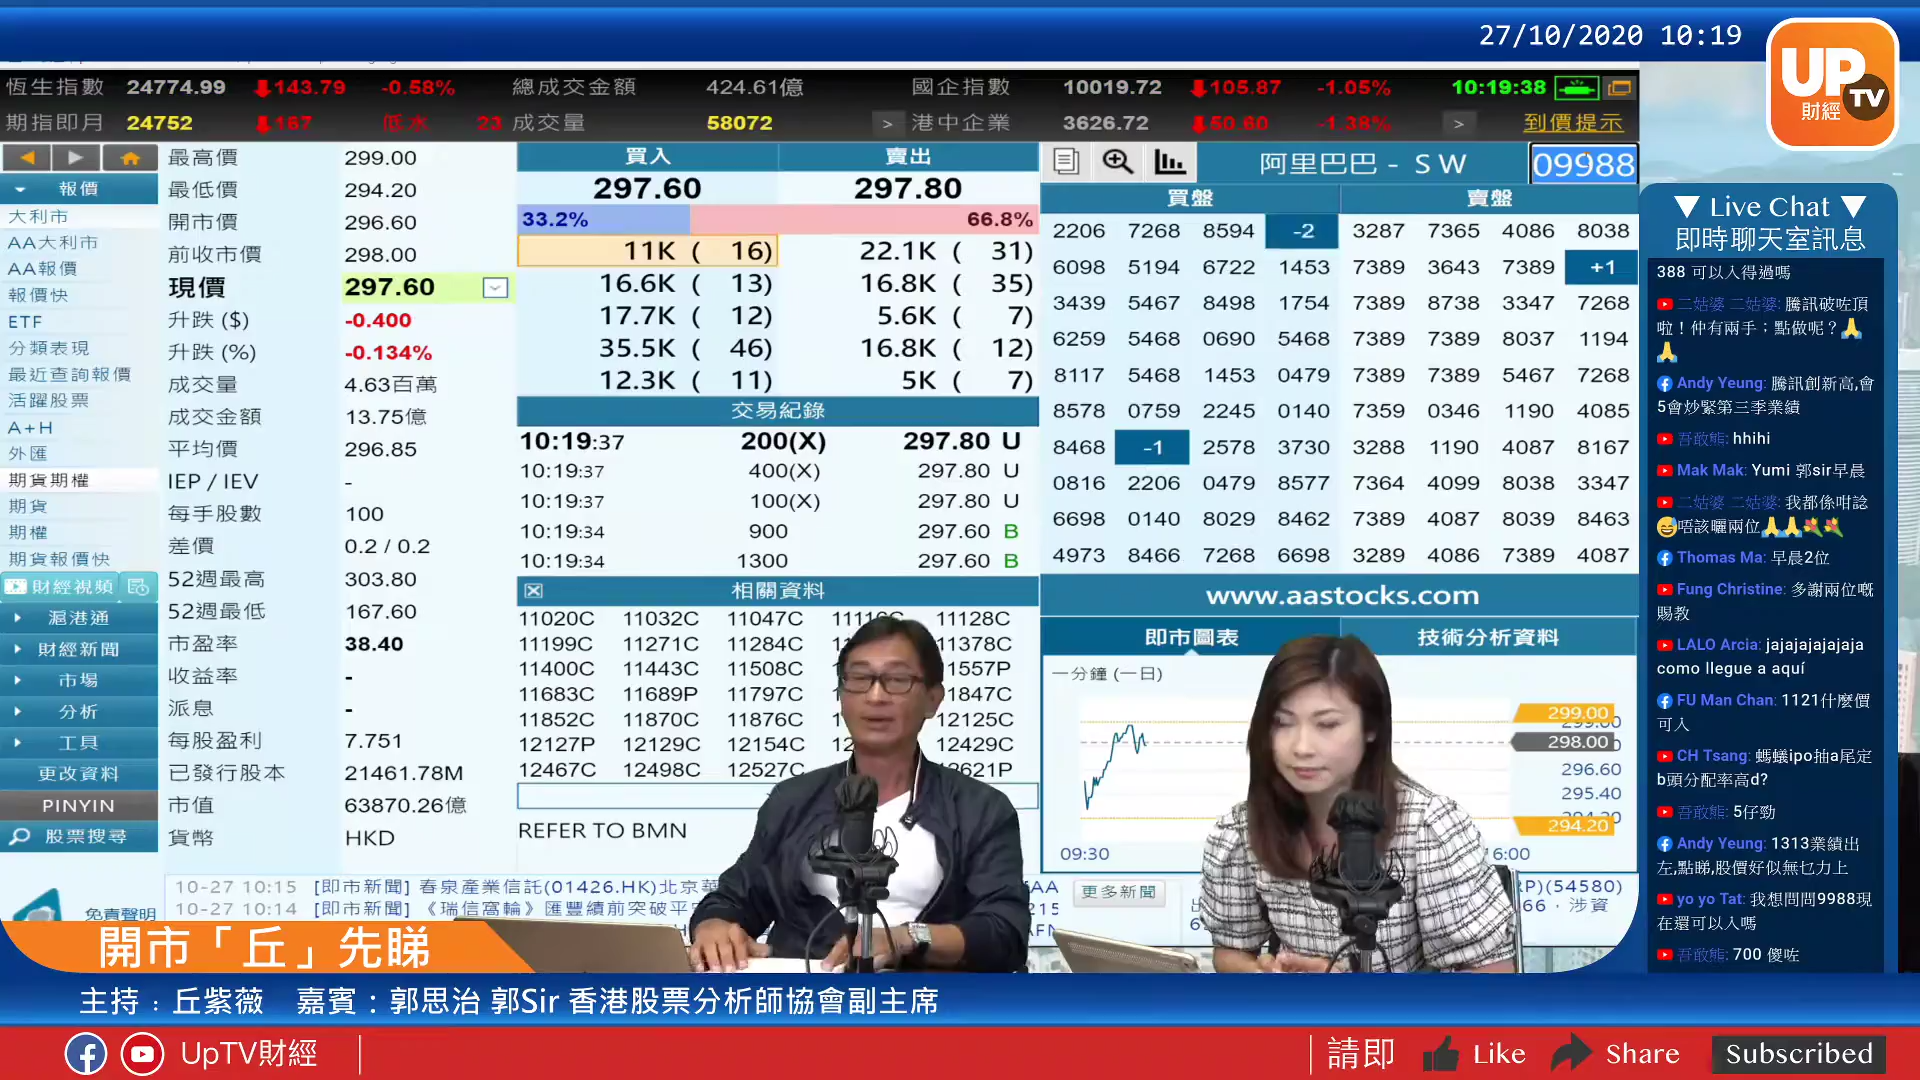 27/10/2020 10:19
UP TV 財經
恆生指數 24774.99 143.79 -0.58% 總成交金額 424.61億 國企指數 10019.72 105.87 -1.05% 10:19:38
期指即月 24752 167 低水 23 成交量 58072 > 港中企業 3626.72 50.60 -1.38% > 到價提示
報價
大利市
AA大利市
AA報價
報價快
ETF
分類表現
最近查詢報價
活躍股票
A+H
外匯
期貨期權
期貨
期權
期貨報價快
財經視頻
滬港通
財經新聞
市場
分析
工具
更改資料
PINYIN
股票搜尋
免責聲明
最高價 299.00
最低價 294.20
開市價 296.60
前收市價 298.00
現價 297.60
升跌 ($) -0.400
升跌 (%) -0.134%
成交量 4.63百萬
成交金額 13.75億
平均價 296.85
IEP / IEV -
每手股數 100
差價 0.2 / 0.2
52週最高 303.80
52週最低 167.60
市盈率 38.40
收益率 -
派息 -
每股盈利 7.751
已發行股本 21461.78M
市值 63870.26億
貨幣 HKD
買入 賣出
297.60 297.80
33.2% 66.8%
11K ( 16) 22.1K ( 31)
16.6K ( 13) 16.8K ( 35)
17.7K ( 12) 5.6K ( 7)
35.5K ( 46) 16.8K ( 12)
12.3K ( 11) 5K ( 7)
交易紀錄
10:19:37 200(X) 297.80 U
10:19:37 400(X) 297.80 U
10:19:37 100(X) 297.80 U
10:19:34 900 297.60 B
10:19:34 1300 297.60 B
相關資料
11020C 11032C 11047C 11116C 11128C
11199C 11271C 11284C 11378C
11400C 11443C 11508C 11557P
11683C 11689P 11797C 11847C
11852C 11870C 11876C 12125C
12127P 12129C 12154C 12429C
12467C 12498C 12527C 12621P
REFER TO BMN
阿里巴巴 - S W 09988
買盤 賣盤
2206 7268 8594 -2 3287 7365 4086 8038
6098 5194 6722 1453 7389 3643 7389 +1
3439 5467 8498 1754 7389 8738 3347 7268
6259 5468 0690 5468 7389 7389 8037 1194
8117 5468 1453 0479 7389 7389 5467 7268
8578 0759 2245 0140 7359 0346 1190 4085
8468 -1 2578 3730 3288 1190 4087 8167
0816 2206 0479 8577 7364 4099 8038 3347
6698 0140 8029 8462 7389 4087 8039 8463
4973 8466 7268 6698 3289 4086 7389 4087
www.aastocks.com
即市圖表 技術分析資料
一分鐘 (一日)
299.00
298.00
296.60
295.40
294.20
09:30 16:00
10-27 10:15 [即市新聞] 春泉產業信託(01426.HK)北京華
10-27 10:14 [即市新聞] 《瑞信窩輪》匯豐績前突破平
更多新聞
RP)(54580)
66，涉資
▼ Live Chat ▼
即時聊天室訊息
388 可以入得過嗎
二姑婆 二姑婆: 騰訊破咗頂
啦！仲有兩手；點做呢？🙏
🙏
Andy Yeung: 騰訊創新高,會
5會炒緊第三季業績
吾敢熊: hhihi
Mak Mak: Yumi 郭sir早晨
二姑婆 二姑婆: 我都係咁諗
😅唔該曬兩位🙏🙏💐💐
Thomas Ma: 早晨2位
Fung Christine: 多謝兩位嘅
賜教
LALO Arcia: jajajajajajaja
como llegue a aquí
FU Man Chan: 1121什麼價
可入
CH Tsang: 螞蟻ipo抽a尾定
b頭分配率高d?
吾敢熊: 5仔勁
Andy Yeung: 1313業績出
左,點睇,股價好似無乜力上
yo yo Tat: 我想問問9988現
在還可以入嗎
吾敢熊: 700 傻咗
開市「丘」先睇
主持：丘紫薇 嘉賓：郭思治 郭Sir 香港股票分析師協會副主席
UpTV財經
請即 Like Share Subscribed